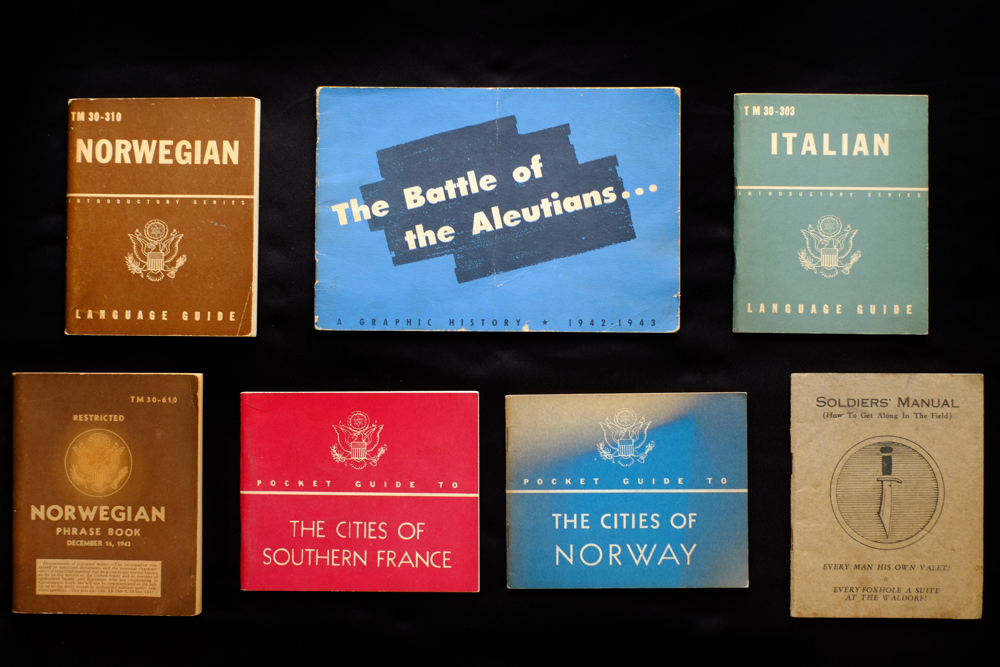 TM 30-310
NORWEGIAN
INTRODUCTORY SERIES
LANGUAGE GUIDE
The Battle of
the Aleutians...
A GRAPHIC HISTORY ★ 1942-1943
TM 30-303
ITALIAN
INTRODUCTORY SERIES
LANGUAGE GUIDE
TM 30-610
RESTRICTED
NORWEGIAN
PHRASE BOOK
DECEMBER 16, 1943
POCKET GUIDE TO
THE CITIES OF
SOUTHERN FRANCE
POCKET GUIDE TO
THE CITIES OF
NORWAY
SOLDIERS' MANUAL
(How To Get Along In The Field)
EVERY MAN HIS OWN VALET!
EVERY FOXHOLE A SUITE
AT THE WALDORF!